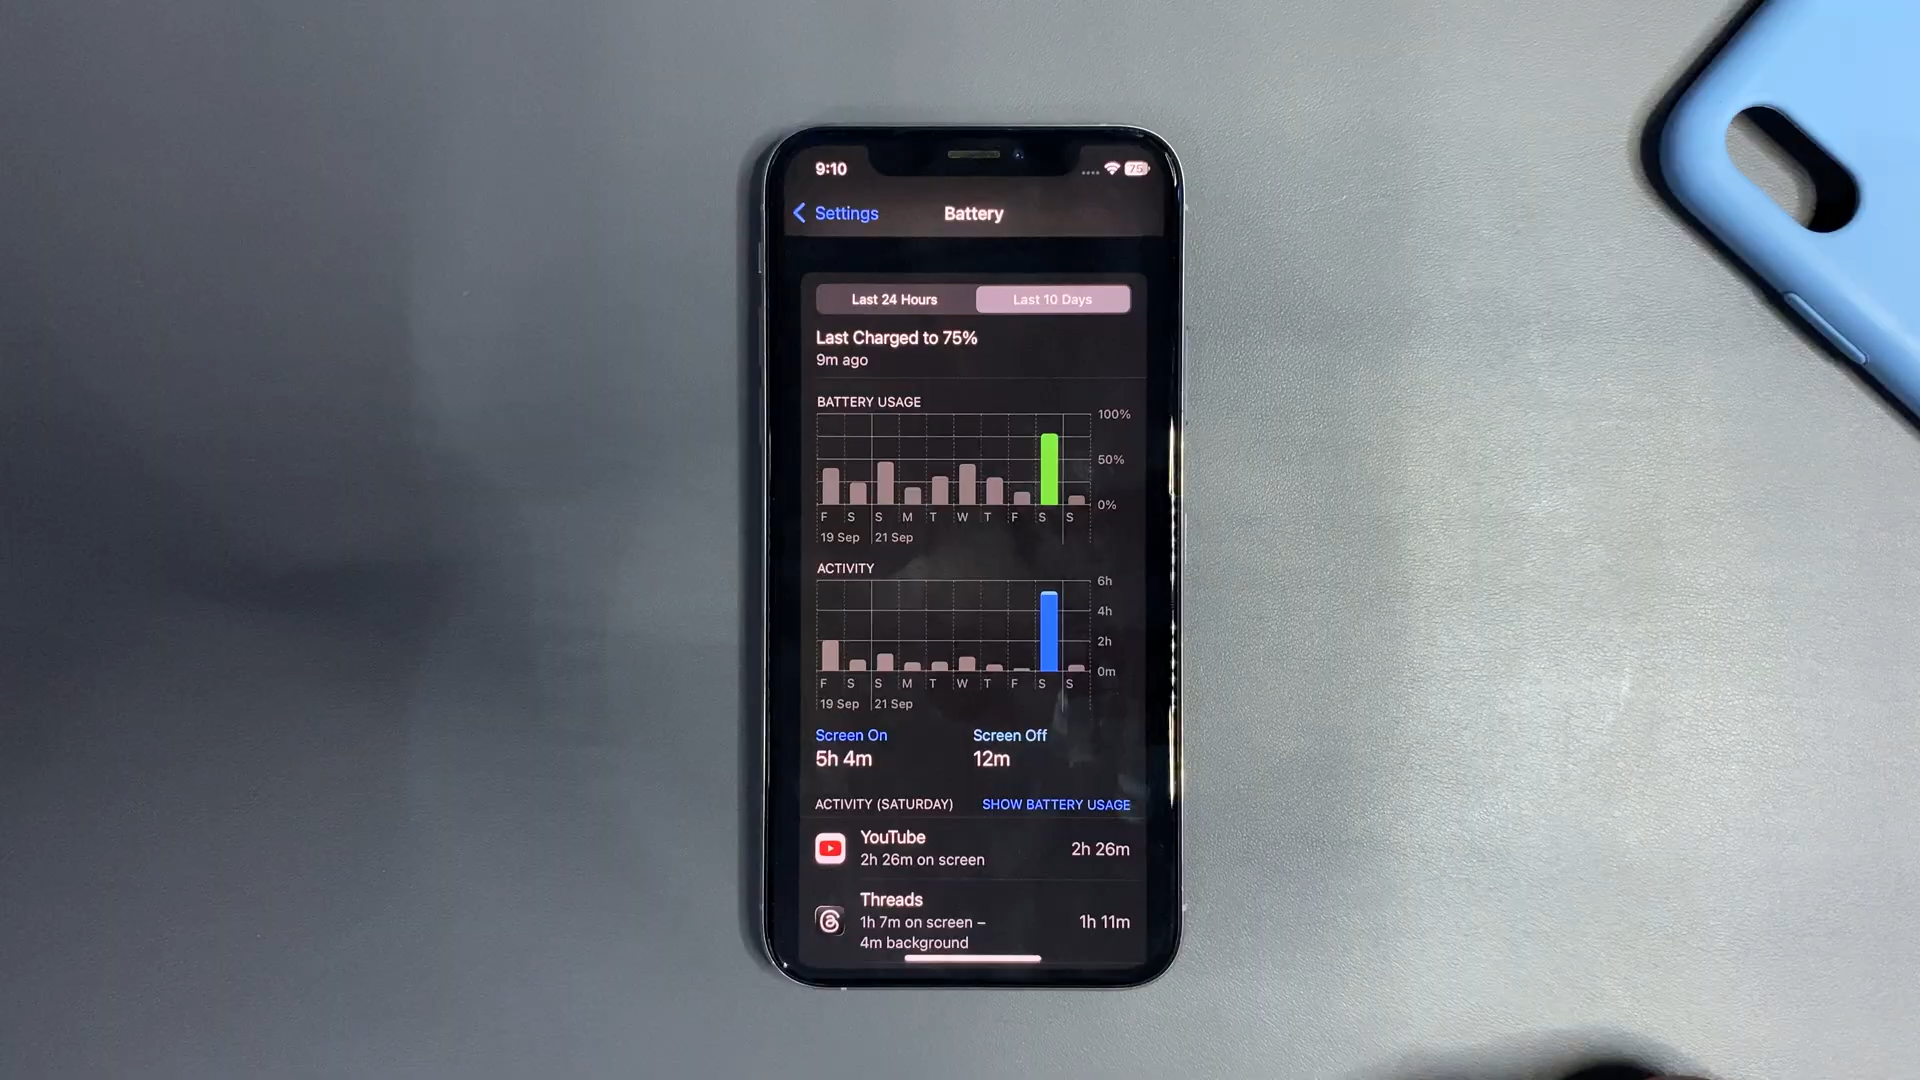 9:10
75
Settings
Battery
Last 24 Hours
Last 10 Days
Last Charged to 75%
9m ago
BATTERY USAGE
100%
50%
0%
F S S M T W T F S S
19 Sep 21 Sep
ACTIVITY
6h
4h
2h
0m
F S S M T W T F S S
19 Sep 21 Sep
Screen On
5h 4m
Screen Off
12m
ACTIVITY (SATURDAY)
SHOW BATTERY USAGE
YouTube
2h 26m on screen
2h 26m
Threads
1h 7m on screen –
4m background
1h 11m